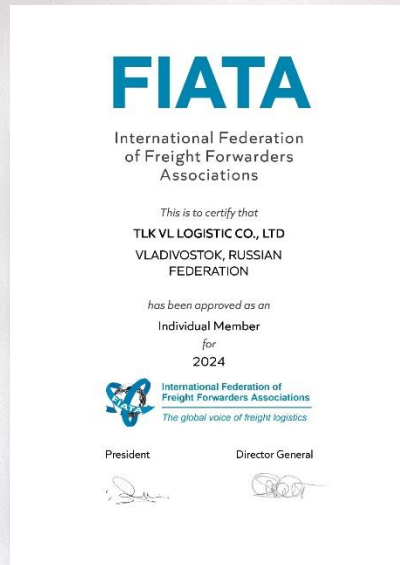 FIATA
International Federation
of Freight Forwarders
Associations
This is to certify that
TLK VL LOGISTIC CO., LTD
VLADIVOSTOK, RUSSIAN
FEDERATION
has been approved as an
Individual Member
for
2024
FIATA
International Federation of
Freight Forwarders Associations
The global voice of freight logistics
President
Director General